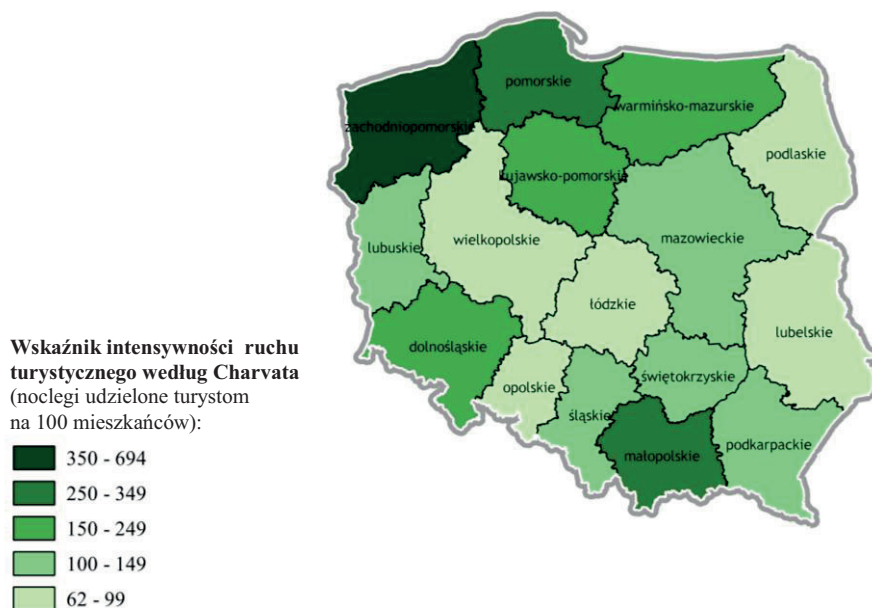 pomorskie
warmińsko-mazurskie
zachodniopomorskie
podlaskie
kujawsko-pomorskie
lubuskie
wielkopolskie
mazowieckie
łódzkie
lubelskie
dolnośląskie
opolskie
świętokrzyskie
śląskie
małopolskie
podkarpackie
Wskaźnik intensywności ruchu
turystycznego według Charvata
(noclegi udzielone turystom
na 100 mieszkańców):
350 - 694
250 - 349
150 - 249
100 - 149
62 - 99